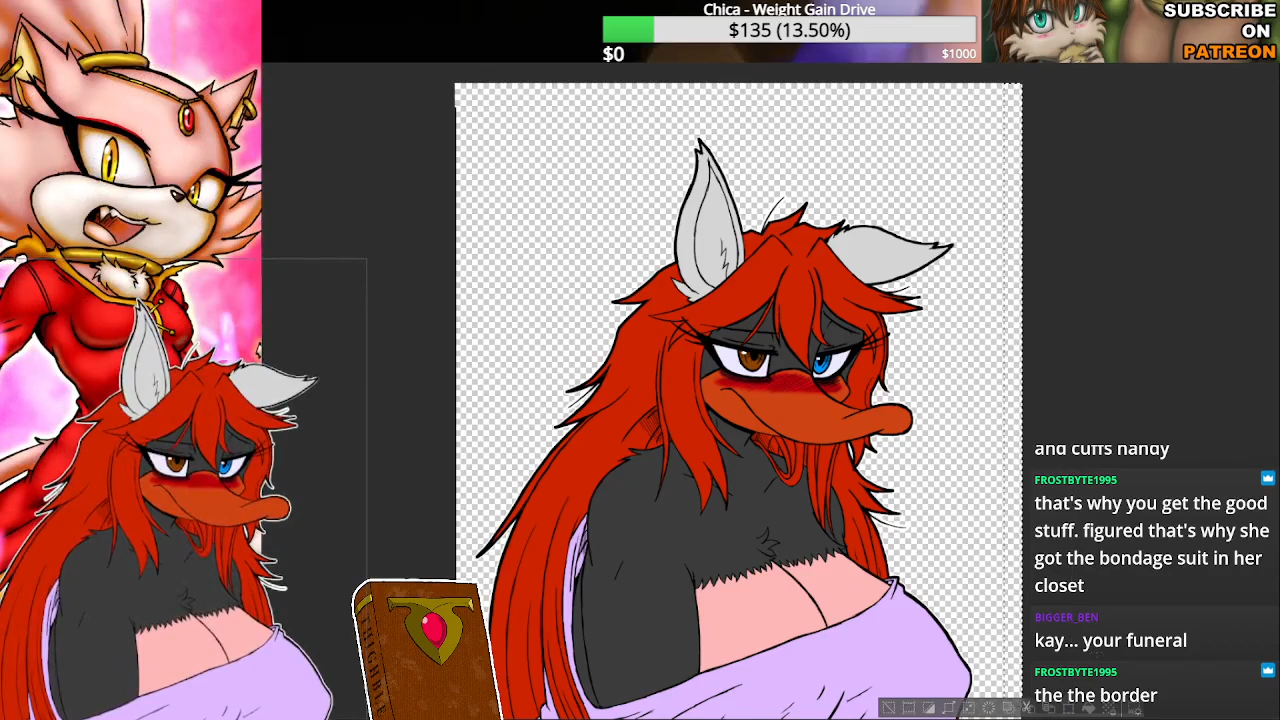 Chica - Weight Gain Drive
$135 (13.50%)
$0
$1000
SUBSCRIBE
ON
PATREON
and cuffs handy
FROSTBYTE1995
that's why you get the good
stuff. figured that's why she
got the bondage suit in her
closet
BIGGER_BEN
kay... your funeral
FROSTBYTE1995
the the border